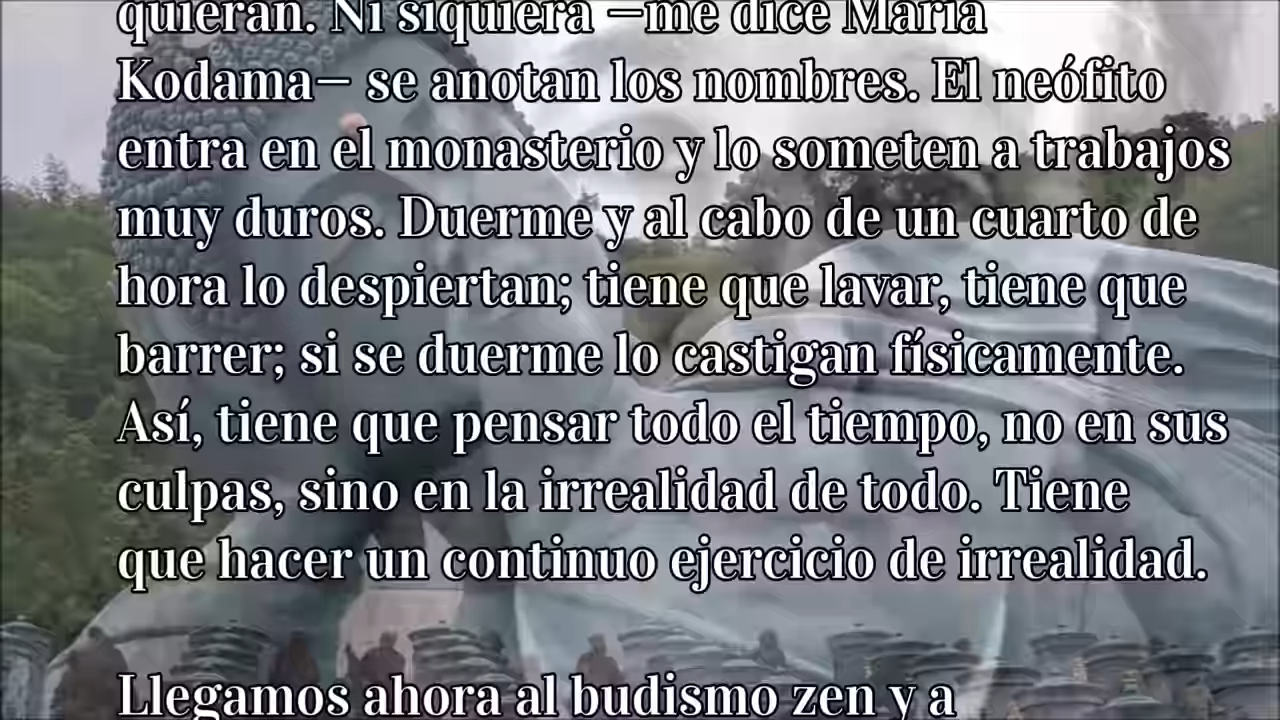 quieran. Ni siquiera —me dice María
Kodama— se anotan los nombres. El neófito
entra en el monasterio y lo someten a trabajos
muy duros. Duerme y al cabo de un cuarto de
hora lo despiertan; tiene que lavar, tiene que
barrer; si se duerme lo castigan físicamente.
Así, tiene que pensar todo el tiempo, no en sus
culpas, sino en la irrealidad de todo. Tiene
que hacer un continuo ejercicio de irrealidad.
Llegamos ahora al budismo zen y a